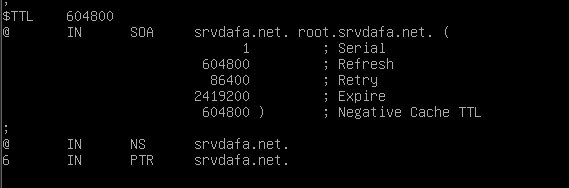 ;
$TTL 604800
@ IN SOA srvdafa.net. root.srvdafa.net. (
1 ; Serial
604800 ; Refresh
86400 ; Retry
2419200 ; Expire
604800 ) ; Negative Cache TTL
;
@ IN NS srvdafa.net.
6 IN PTR srvdafa.net.